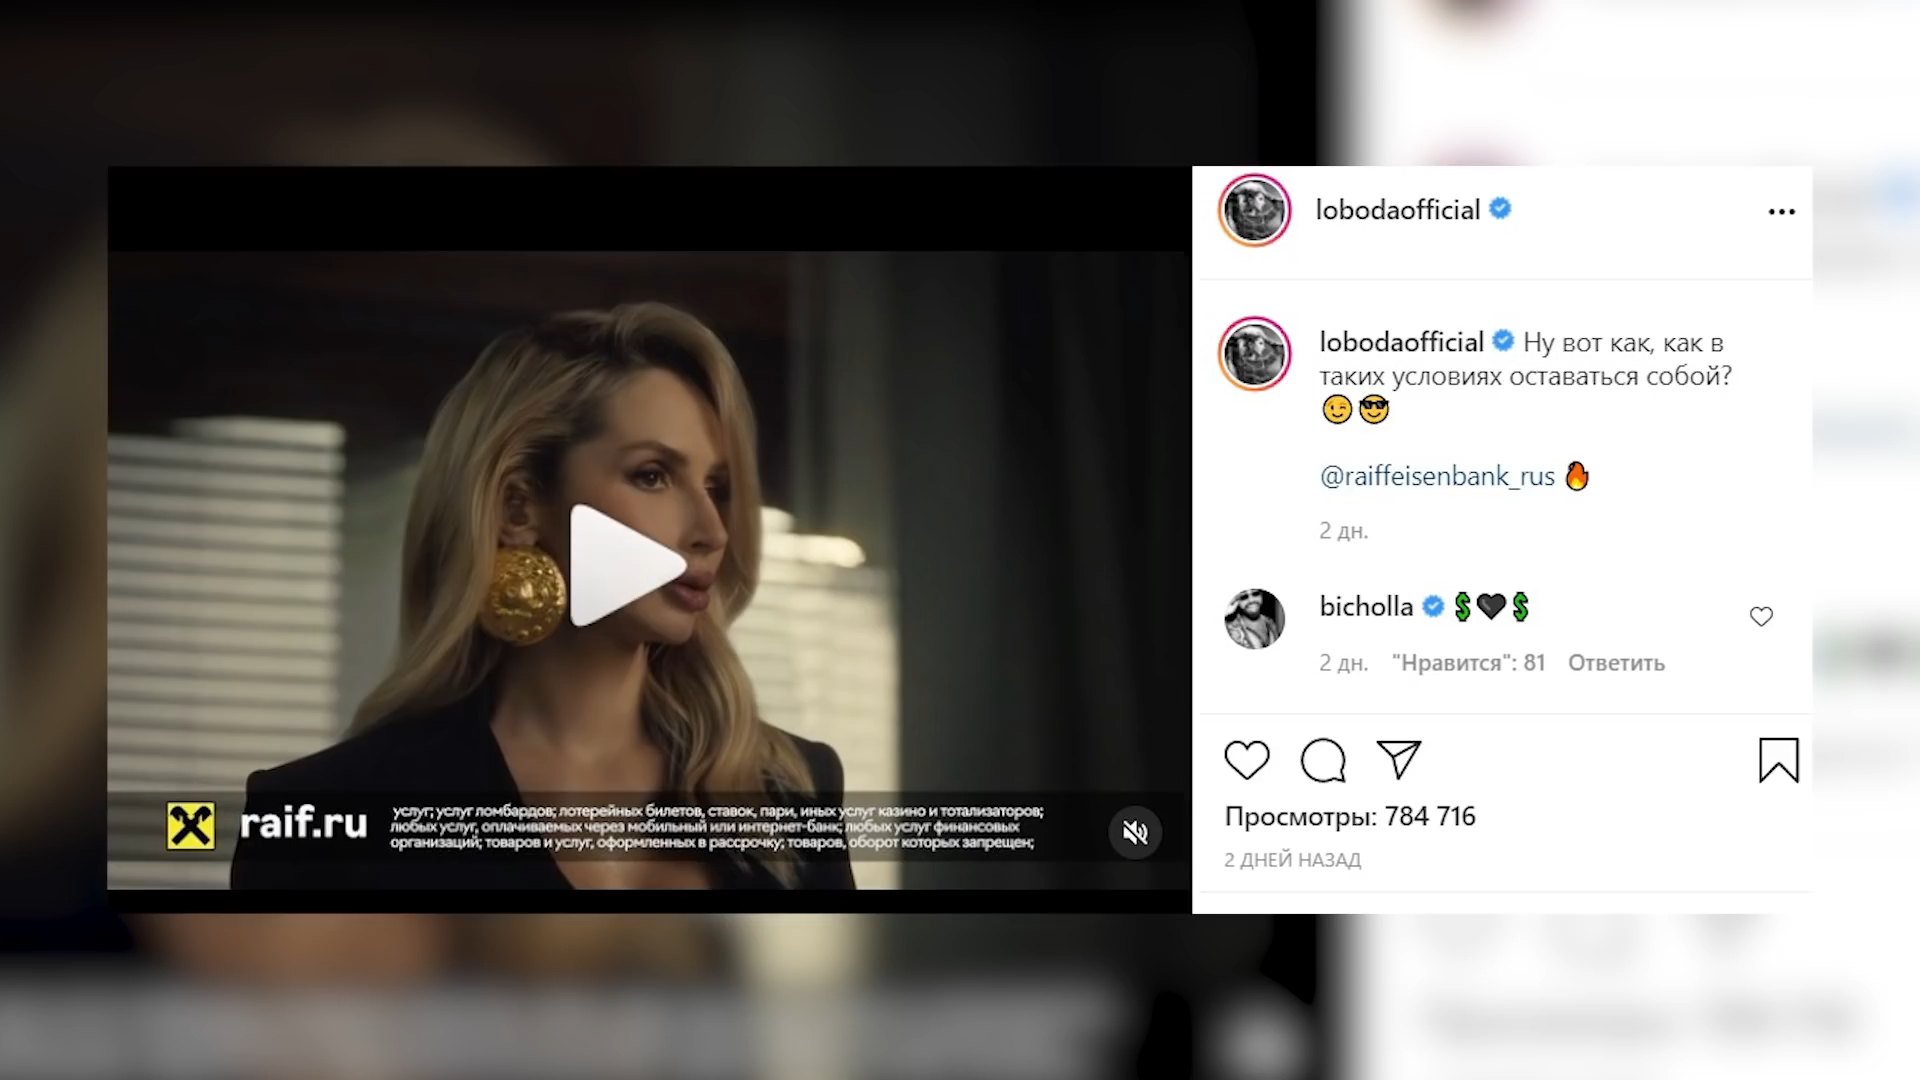 raif.ru
услуг; услуг ломбардов; лотерейных билетов, ставок, пари, иных услуг казино и тотализаторов;
любых услуг, оплачиваемых через мобильный или интернет-банк; любых услуг финансовых
организаций; товаров и услуг, оформленных в рассрочку; товаров, оборот которых запрещен;
lobodaofficial
lobodaofficial Ну вот как, как в
таких условиях оставаться собой?
😉😎
@raiffeisenbank_rus 🔥
2 дн.
bicholla 💲🖤💲
2 дн. "Нравится": 81 Ответить
Просмотры: 784 716
2 ДНЕЙ НАЗАД